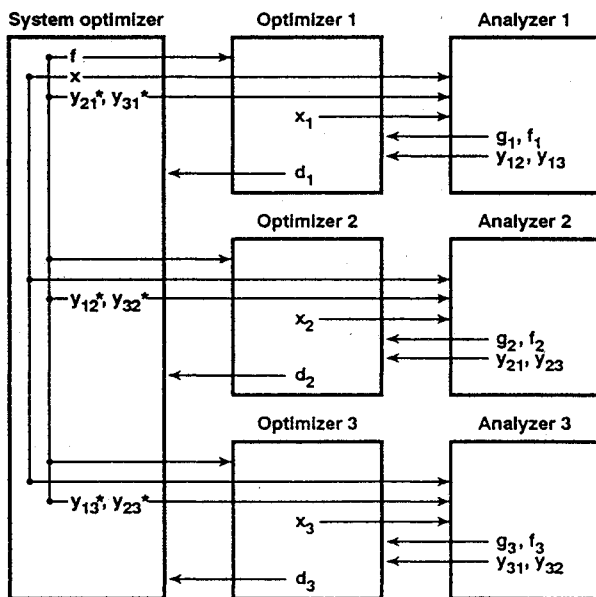 System optimizer
Optimizer 1
Analyzer 1
f
x
y21*, y31*
x1
g1, f1
y12, y13
d1
Optimizer 2
Analyzer 2
y12*, y32*
x2
g2, f2
y21, y23
d2
Optimizer 3
Analyzer 3
y13*, y23*
x3
g3, f3
y31, y32
d3